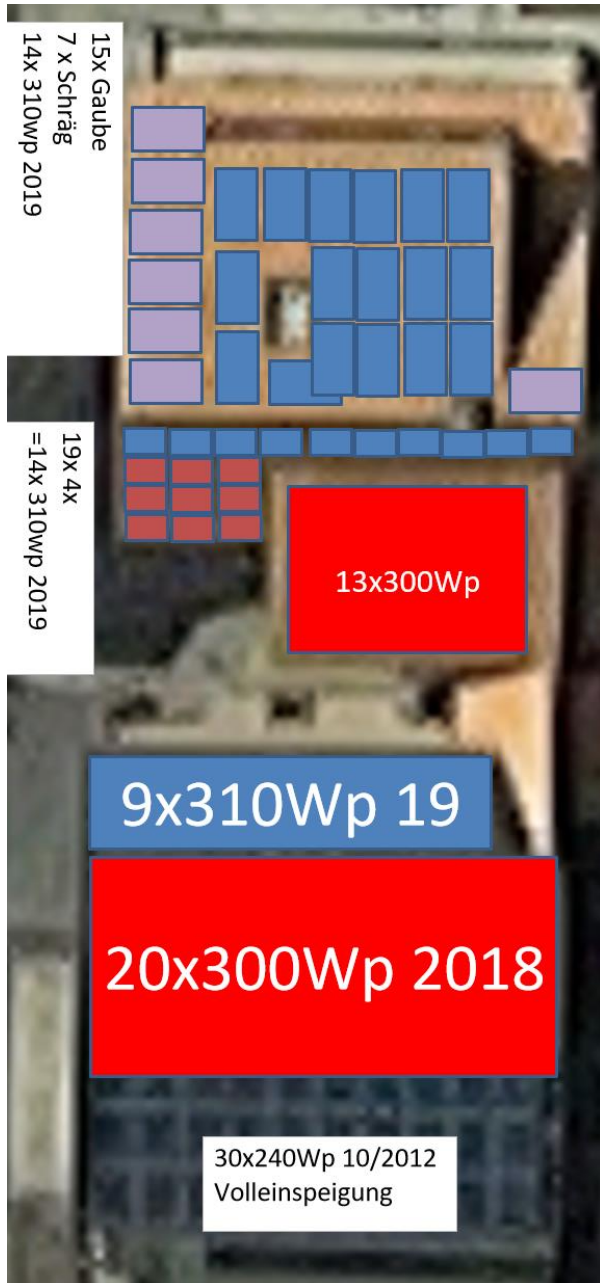 15x Gaube
7 x Schräg
14x 310wp 2019
19x 4x
=14x 310wp 2019
13x300Wp
9x310Wp 19
20x300Wp 2018
30x240Wp 10/2012
Volleinspeigung